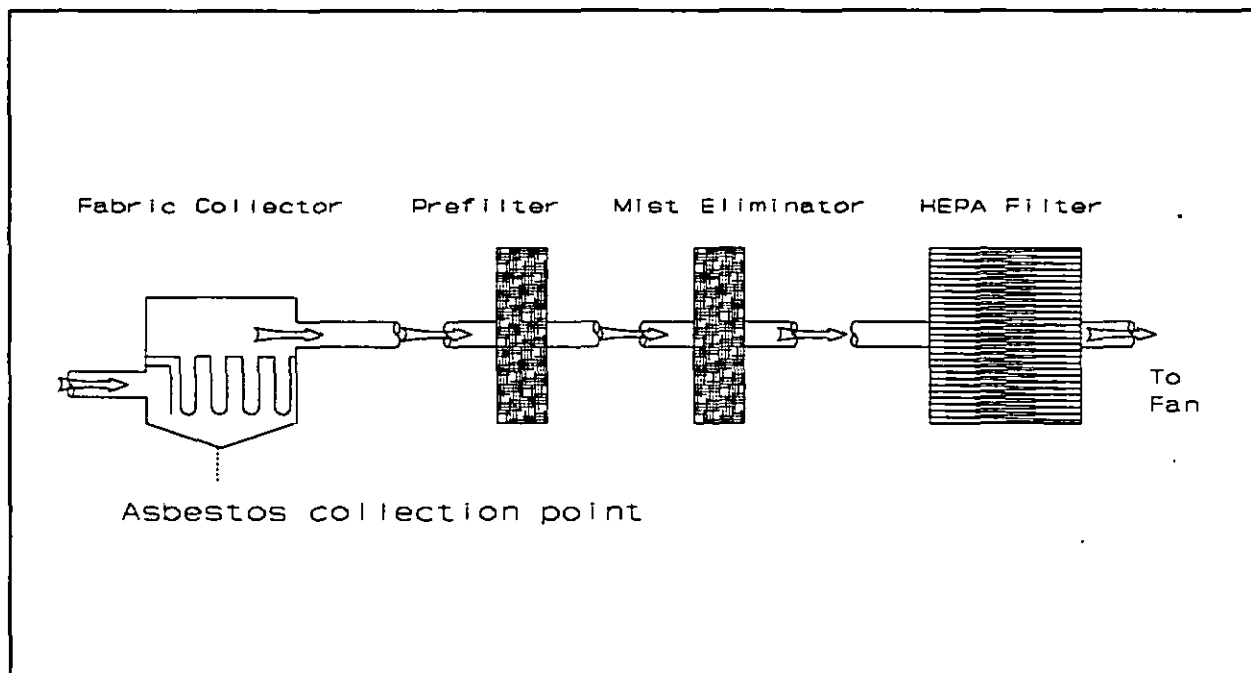 Fabric Collector
Prefilter
Mist Eliminator
HEPA Filter
To
Fan
Asbestos collection point